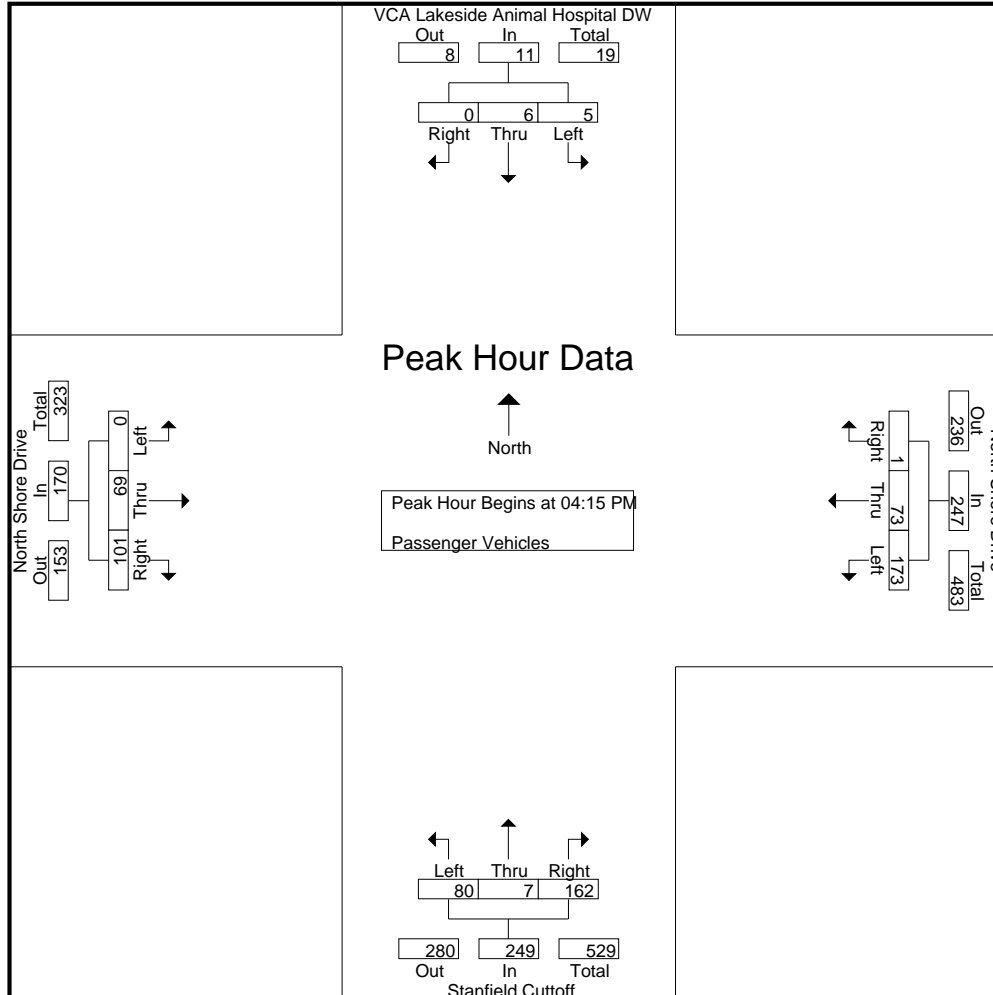 VCA Lakeside Animal Hospital DW
Out In Total
8 11 19
0 6 5
Right Thru Left
Peak Hour Data
North
Peak Hour Begins at 04:15 PM
Passenger Vehicles
North Shore Drive
Total In Out
323 170 153
0 69 101
Left Thru Right
Right Thru Left
1 73 173
Out In Total
236 247 483
Left Thru Right
80 7 162
280 249 529
Out In Total
Stanfield Cuttoff